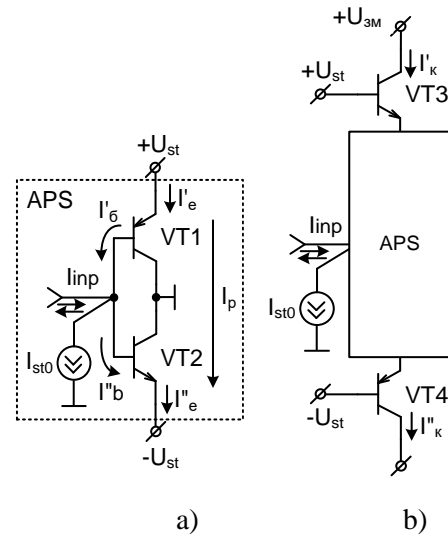 +Uзм
I'к
+Ust
VT3
+Ust
APS
I'e
I'б
VT1
Iinp
Iinp
APS
Ip
Ist0
VT2
Ist0
I"b
I"e
VT4
-Ust
I"к
-Ust
a)
b)